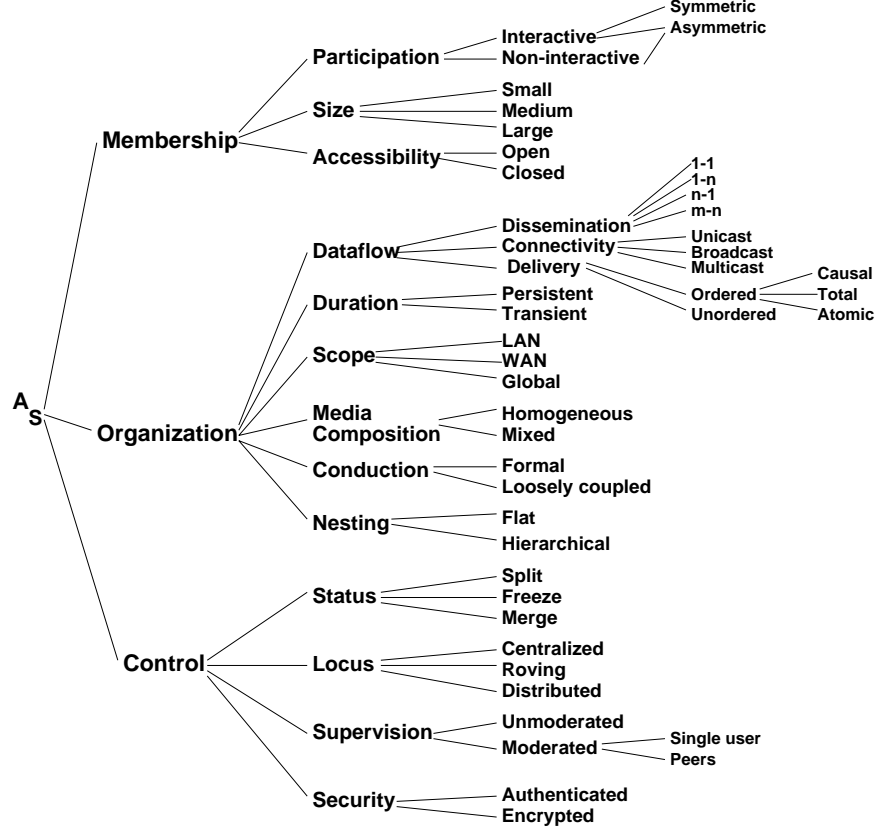 Symmetric
Interactive Asymmetric
Participation Non-interactive
Small
Size Medium
Membership Large
Accessibility Open
Closed
1-1
1-n
n-1
Dissemination m-n
Dataflow Connectivity Unicast
Broadcast
Delivery Multicast Causal
Duration Persistent Ordered Total
Transient Unordered Atomic
LAN
Scope WAN
Global
A
S
Media Homogeneous
Organization Composition Mixed
Conduction Formal
Loosely coupled
Nesting Flat
Hierarchical
Split
Status Freeze
Merge
Centralized
Control Locus Roving
Distributed
Unmoderated
Supervision Single user
Moderated Peers
Security Authenticated
Encrypted